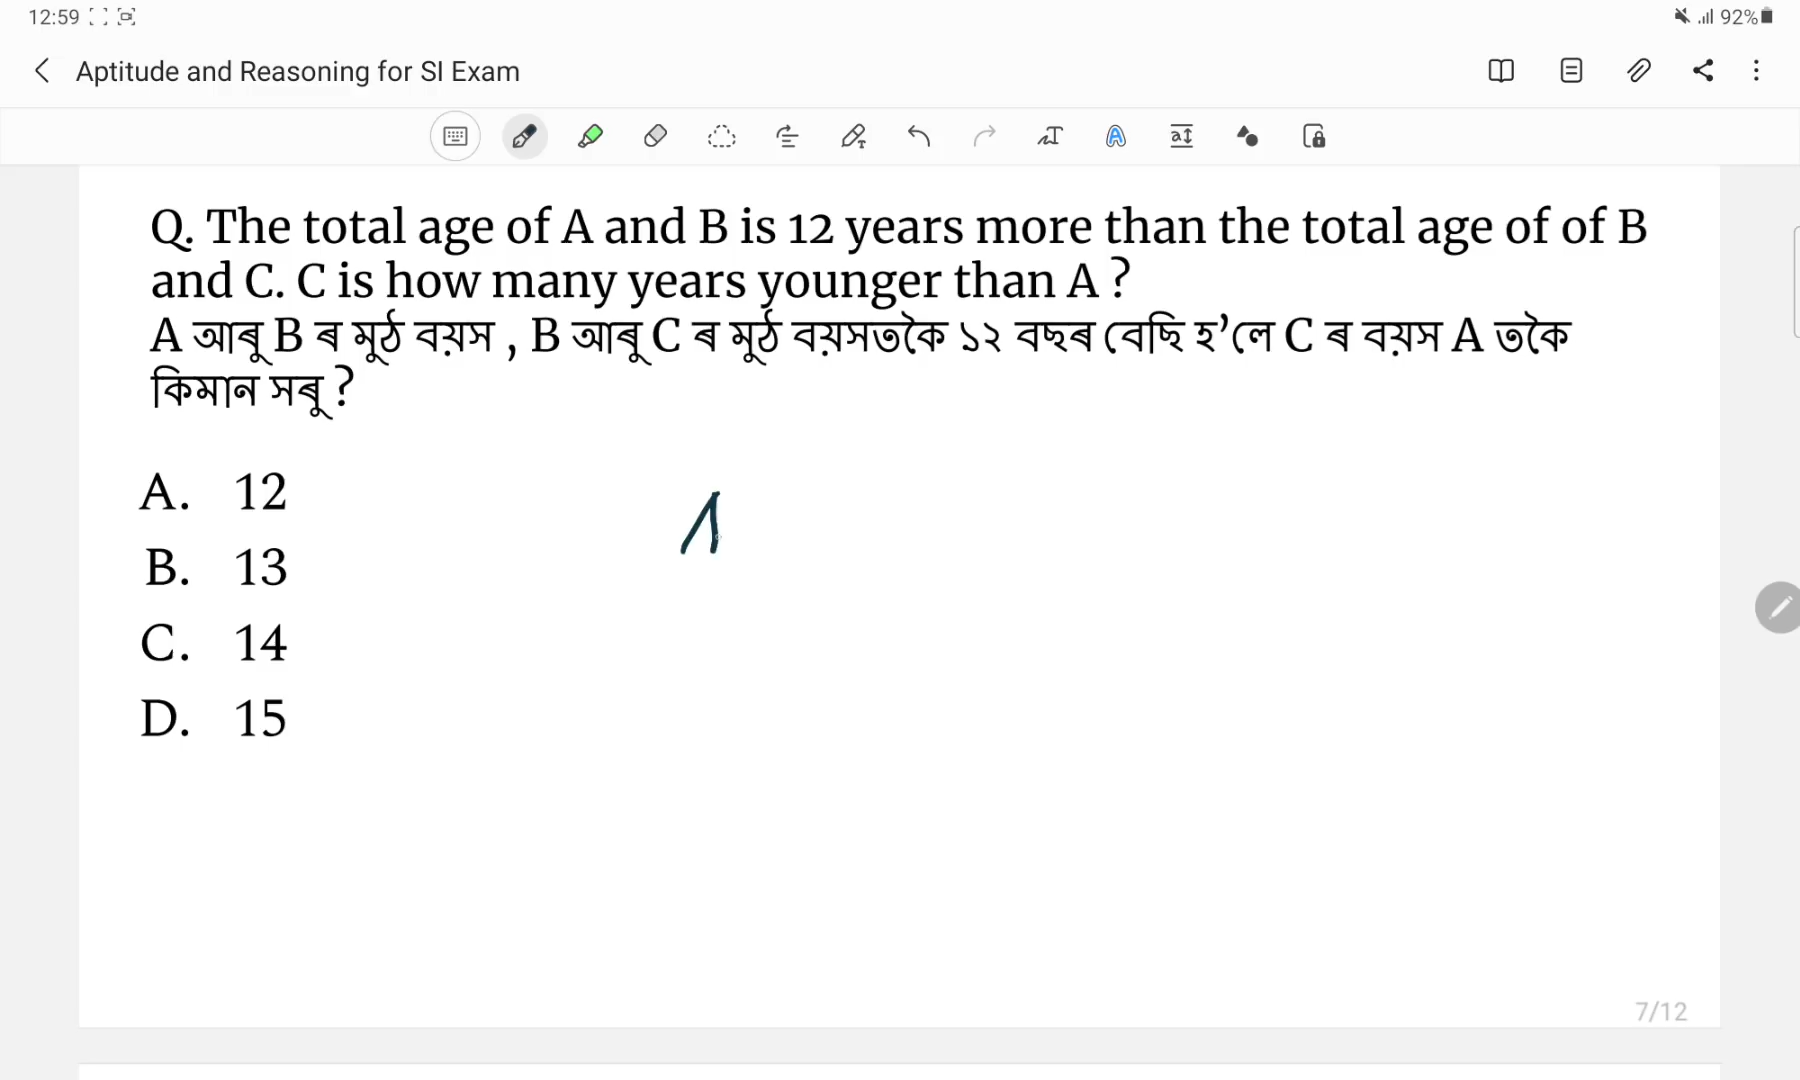 12:59
92%
Aptitude and Reasoning for SI Exam
Q. The total age of A and B is 12 years more than the total age of of B
and C. C is how many years younger than A ?
A আৰু B ৰ মুঠ বয়স , B আৰু C ৰ মুঠ বয়সতকৈ ১২ বছৰ বেছি হ’লে C ৰ বয়স A তকৈ
কিমান সৰু ?
A. 12
B. 13
C. 14
D. 15
7/12